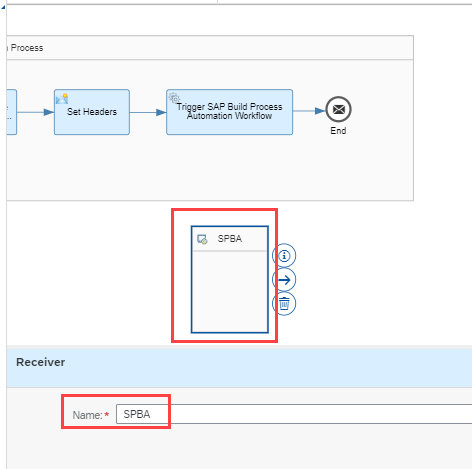 Process
Set Headers
Trigger SAP Build Process
Automation Workflow
End
SPBA
Receiver
Name:* SPBA